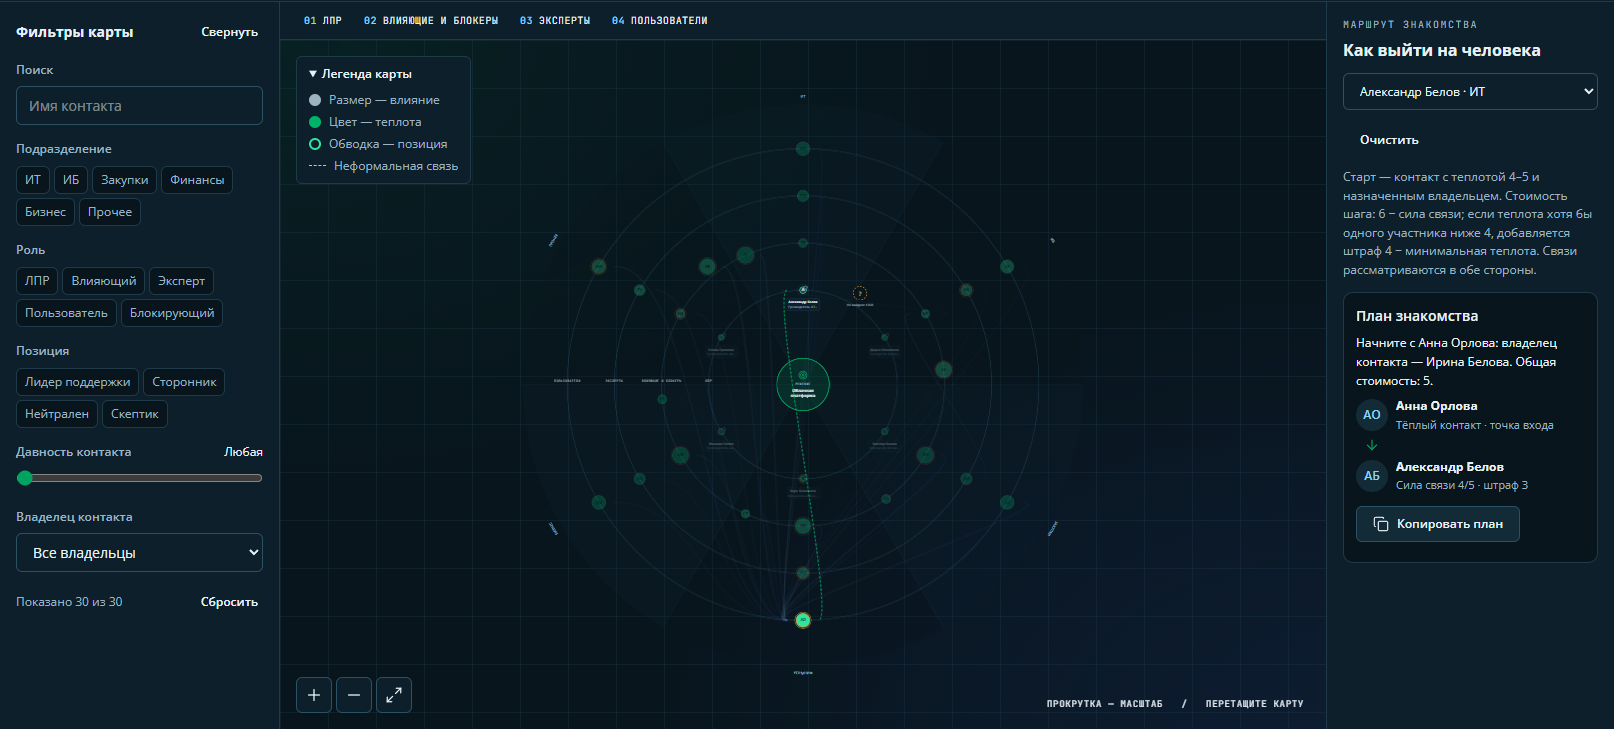 Фильтры карты
Свернуть
Поиск
Имя контакта
Подразделение
ИТ
ИБ
Закупки
Финансы
Бизнес
Прочее
Роль
ЛПР
Влияющий
Эксперт
Пользователь
Блокирующий
Позиция
Лидер поддержки
Сторонник
Нейтрален
Скептик
Давность контакта
Любая
Владелец контакта
Все владельцы
Показано 30 из 30
Сбросить
01 ЛПР
02 ВЛИЯЮЩИЕ И БЛОКЕРЫ
03 ЭКСПЕРТЫ
04 ПОЛЬЗОВАТЕЛИ
Легенда карты
Размер — влияние
Цвет — теплота
Обводка — позиция
Неформальная связь
Александр Белов
Облачная
платформа
ПРОКРУТКА — МАСШТАБ / ПЕРЕТАЩИТЕ КАРТУ
МАРШРУТ ЗНАКОМСТВА
Как выйти на человека
Александр Белов · ИТ
Очистить
Старт — контакт с теплотой 4–5 и
назначенным владельцем. Стоимость
шага: 6 − сила связи; если теплота хотя бы
одного участника ниже 4, добавляется
штраф 4 − минимальная теплота. Связи
рассматриваются в обе стороны.
План знакомства
Начните с Анна Орлова: владелец
контакта — Ирина Белова. Общая
стоимость: 5.
АО
Анна Орлова
Тёплый контакт · точка входа
АБ
Александр Белов
Сила связи 4/5 · штраф 3
Копировать план